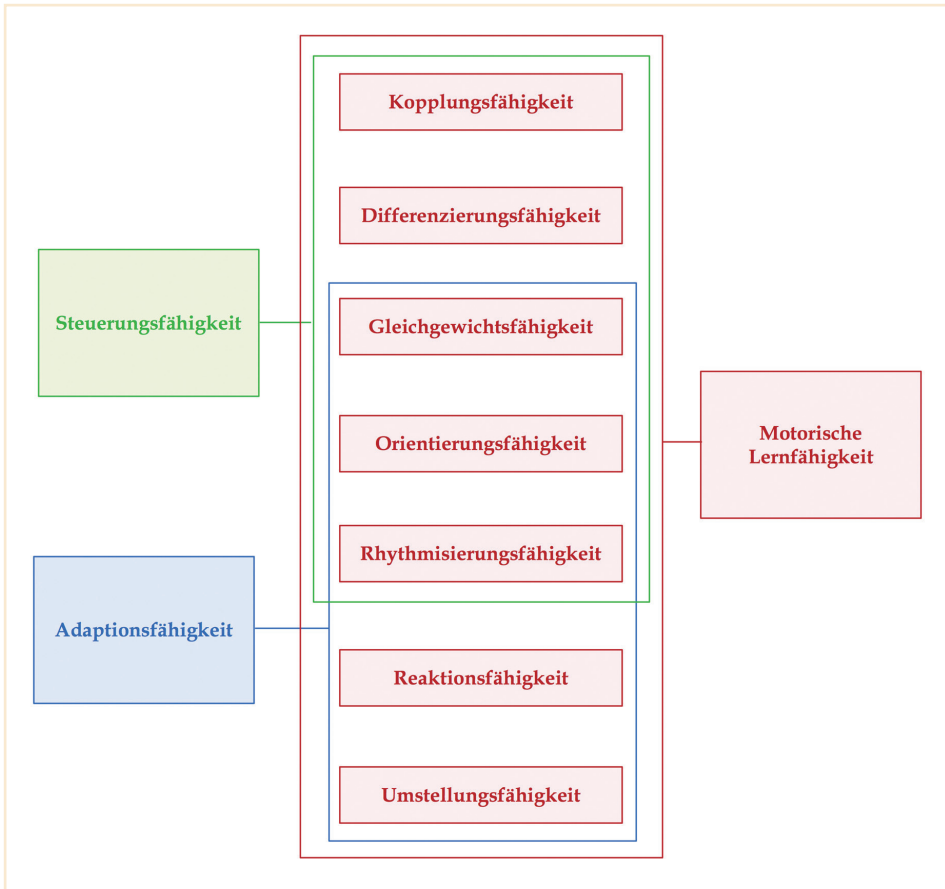 Kopplungsfähigkeit
Differenzierungsfähigkeit
Steuerungsfähigkeit
Gleichgewichtsfähigkeit
Orientierungsfähigkeit
Motorische
Lernfähigkeit
Rhythmisierungsfähigkeit
Adaptionsfähigkeit
Reaktionsfähigkeit
Umstellungsfähigkeit